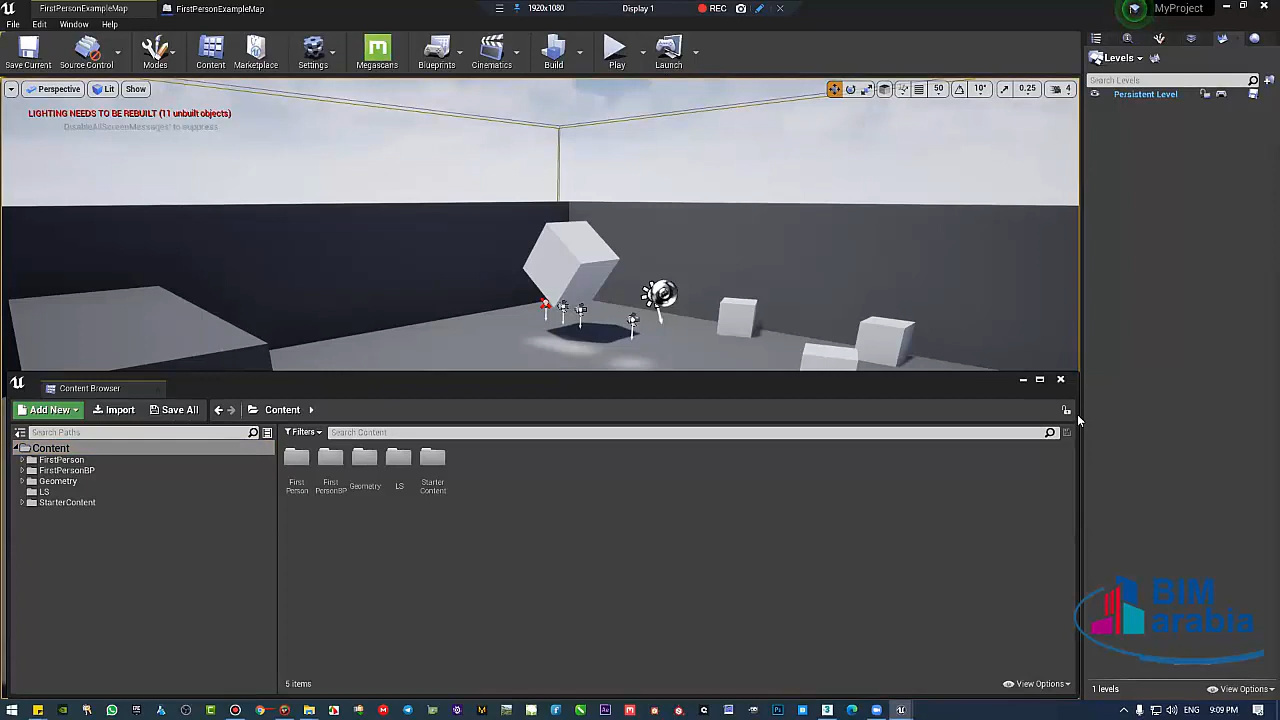 FirstPersonExampleMap
FirstPersonExampleMap
1920x1080
Display 1
REC
MyProject
File
Edit
Window
Help
Save Current
Source Control
Modes
Content
Marketplace
Settings
Megascans
Blueprints
Cinematics
Build
Play
Launch
Levels
Perspective
Lit
Show
50
10°
0.25
4
Search Levels
Persistent Level
LIGHTING NEEDS TO BE REBUILT (11 unbuilt objects)
'DisableAllScreenMessages' to suppress
Content Browser
Add New
Import
Save All
Content
Search Paths
Filters
Search Content
Content
FirstPerson
FirstPersonBP
Geometry
LS
StarterContent
First Person
First PersonBP
Geometry
LS
Starter Content
BIM
arabia
5 items
View Options
1 levels
View Options
9:09 PM